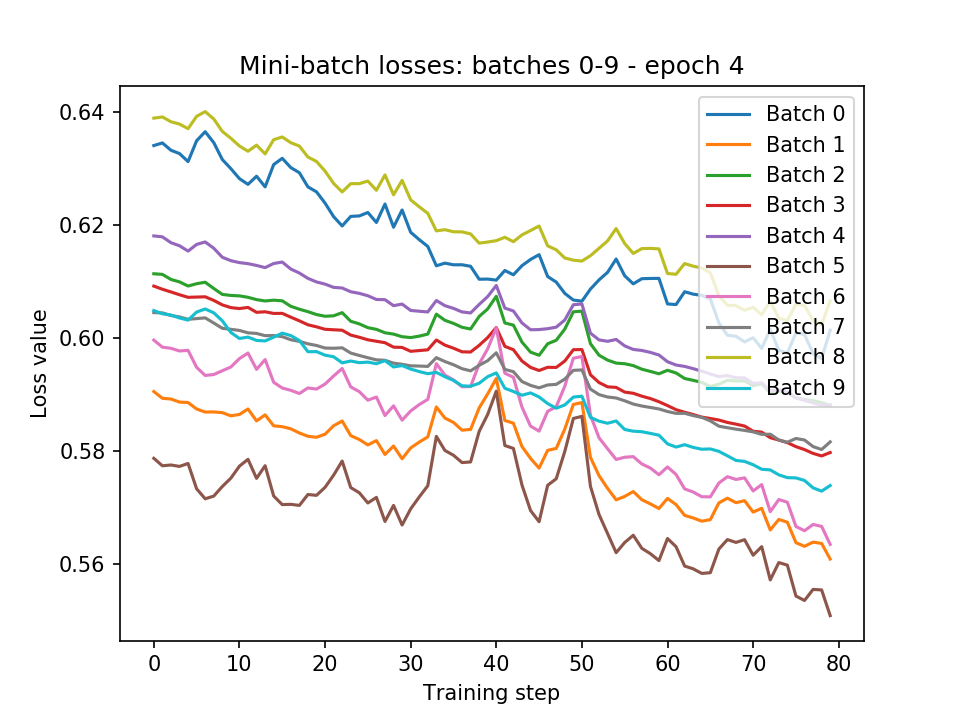 Mini-batch losses: batches 0-9 - epoch 4
0.64
0.62
0.60
0.58
0.56
Loss value
0
10
20
30
40
50
60
70
80
Training step
Batch 0
Batch 1
Batch 2
Batch 3
Batch 4
Batch 5
Batch 6
Batch 7
Batch 8
Batch 9